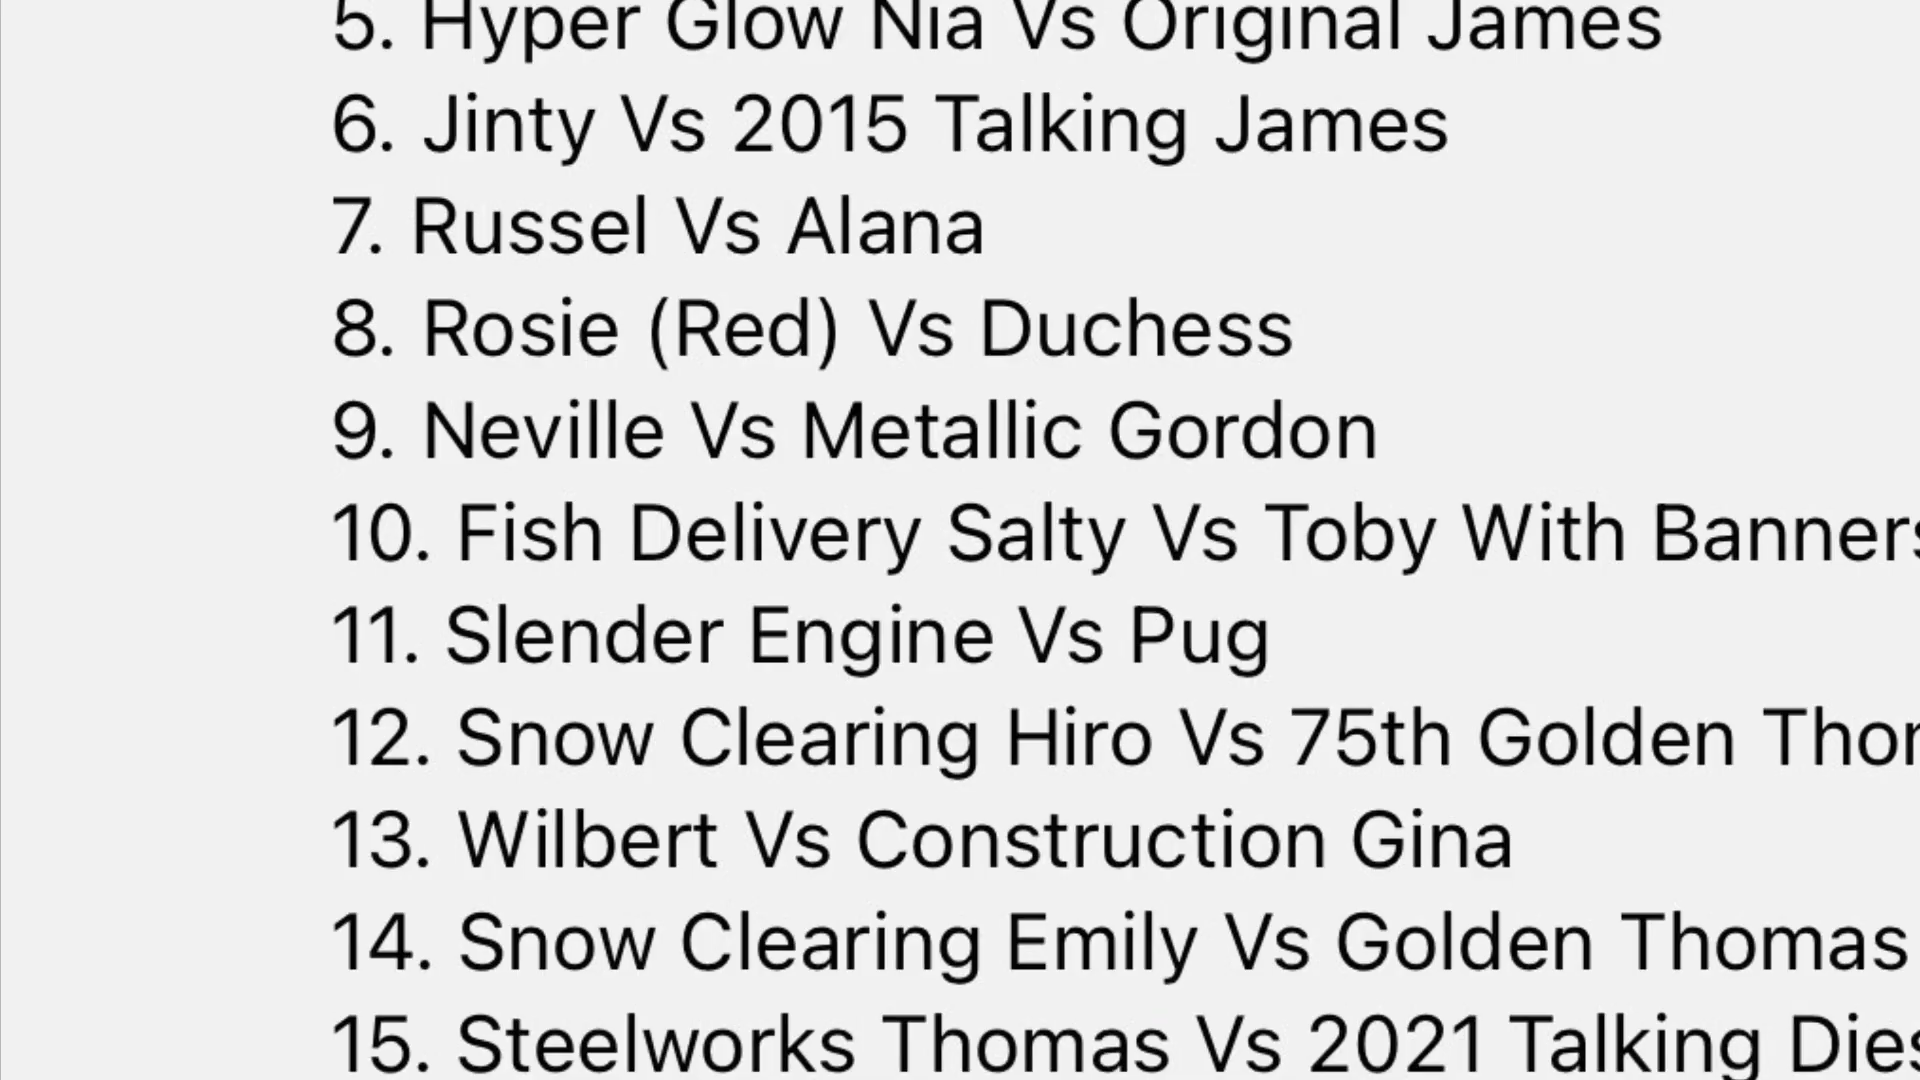 5. Hyper Glow Nia Vs Original James
6. Jinty Vs 2015 Talking James
7. Russel Vs Alana
8. Rosie (Red) Vs Duchess
9. Neville Vs Metallic Gordon
10. Fish Delivery Salty Vs Toby With Banners
11. Slender Engine Vs Pug
12. Snow Clearing Hiro Vs 75th Golden
13. Wilbert Vs Construction Gina
14. Snow Clearing Emily Vs Golden Thomas
15. Steelworks Thomas Vs 2021 Talking